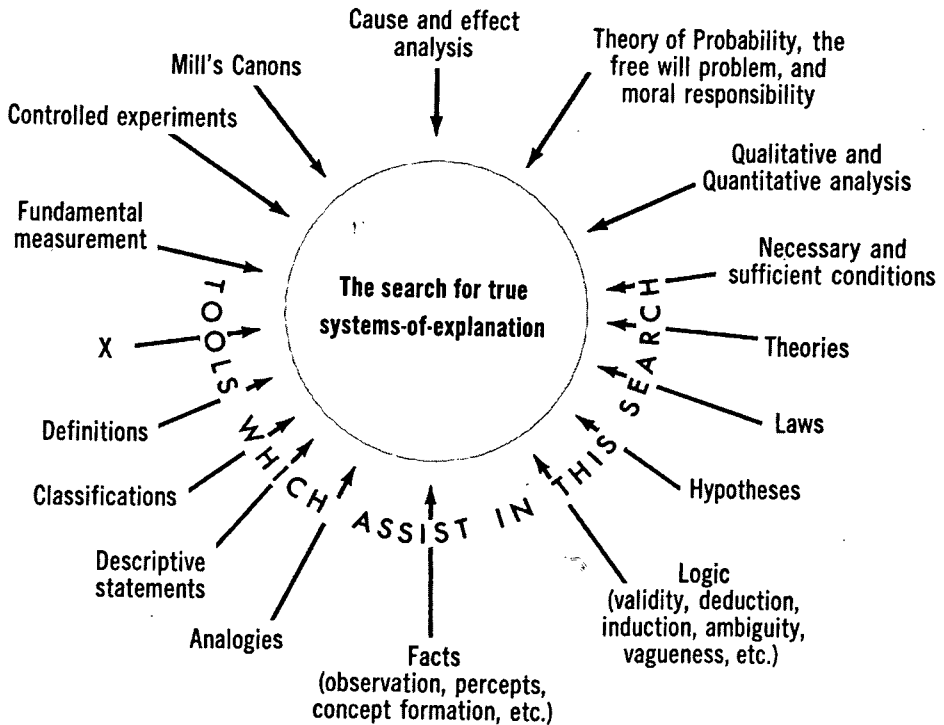 Cause and effect
analysis
Theory of Probability, the
free will problem, and
moral responsibility
Mill's Canons
Controlled experiments
Qualitative and
Quantitative analysis
Fundamental
measurement
Necessary and
sufficient conditions
The search for true
systems-of-explanation
X
Theories
Definitions
Laws
Classifications
Hypotheses
Descriptive
statements
Logic
(validity, deduction,
induction, ambiguity,
vagueness, etc.)
Analogies
Facts
(observation, percepts,
concept formation, etc.)
TOOLS WHICH ASSIST IN THIS SEARCH